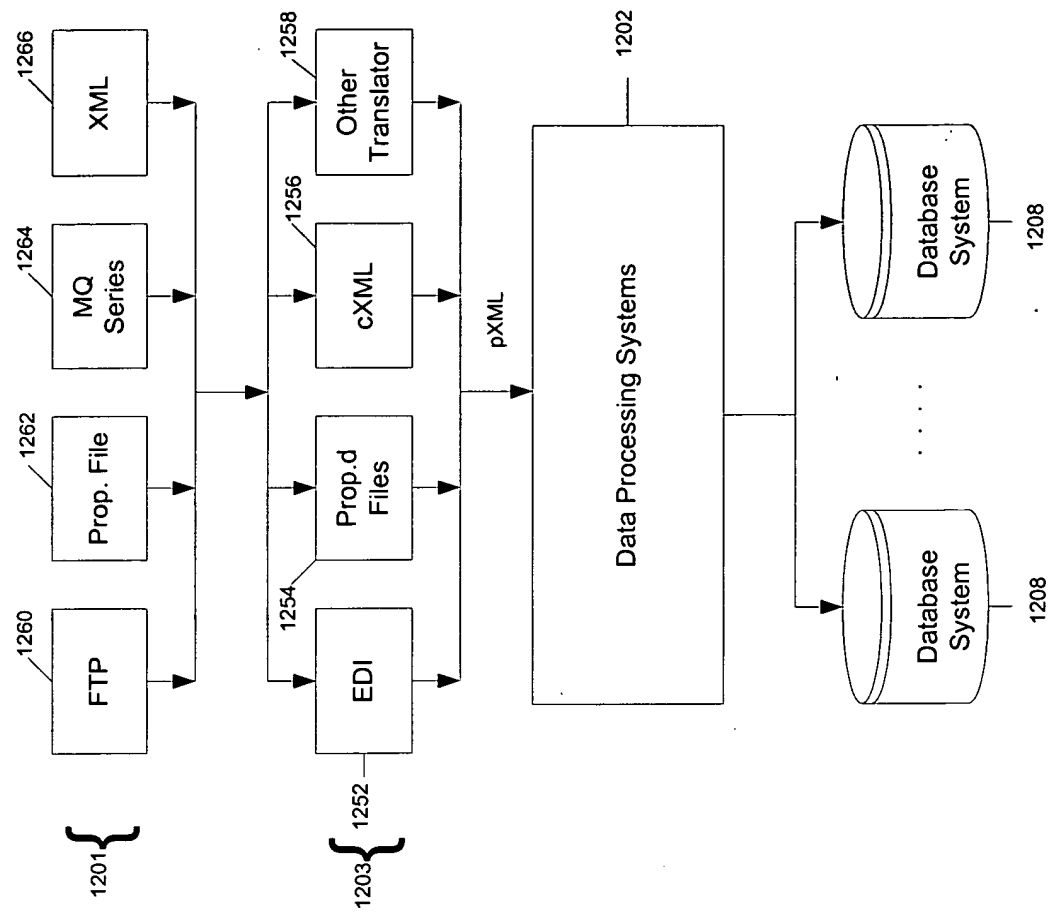 1260
1262
1264
1266
1201
FTP
Prop. File
MQ
Series
XML
1254
1256
1258
1203
1252
EDI
Prop.d
Files
cXML
Other
Translator
pXML
Data Processing Systems
1202
Database
System
1208
Database
System
1208